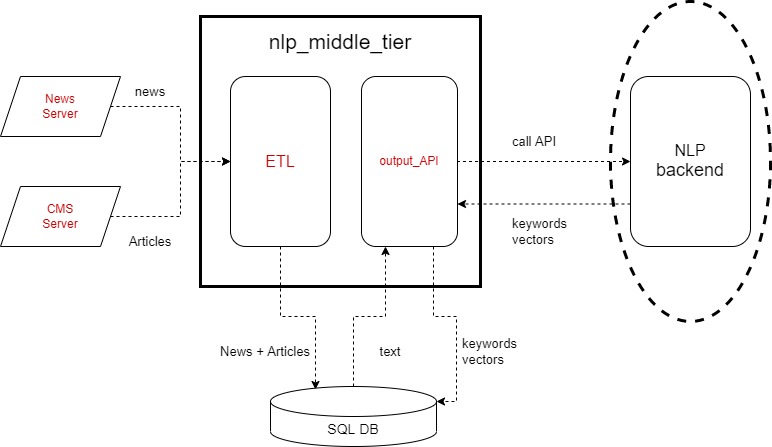 nlp_middle_tier
News
Server
news
CMS
Server
Articles
ETL
output_API
call API
keywords
vectors
NLP
backend
News + Articles
text
keywords
vectors
SQL DB